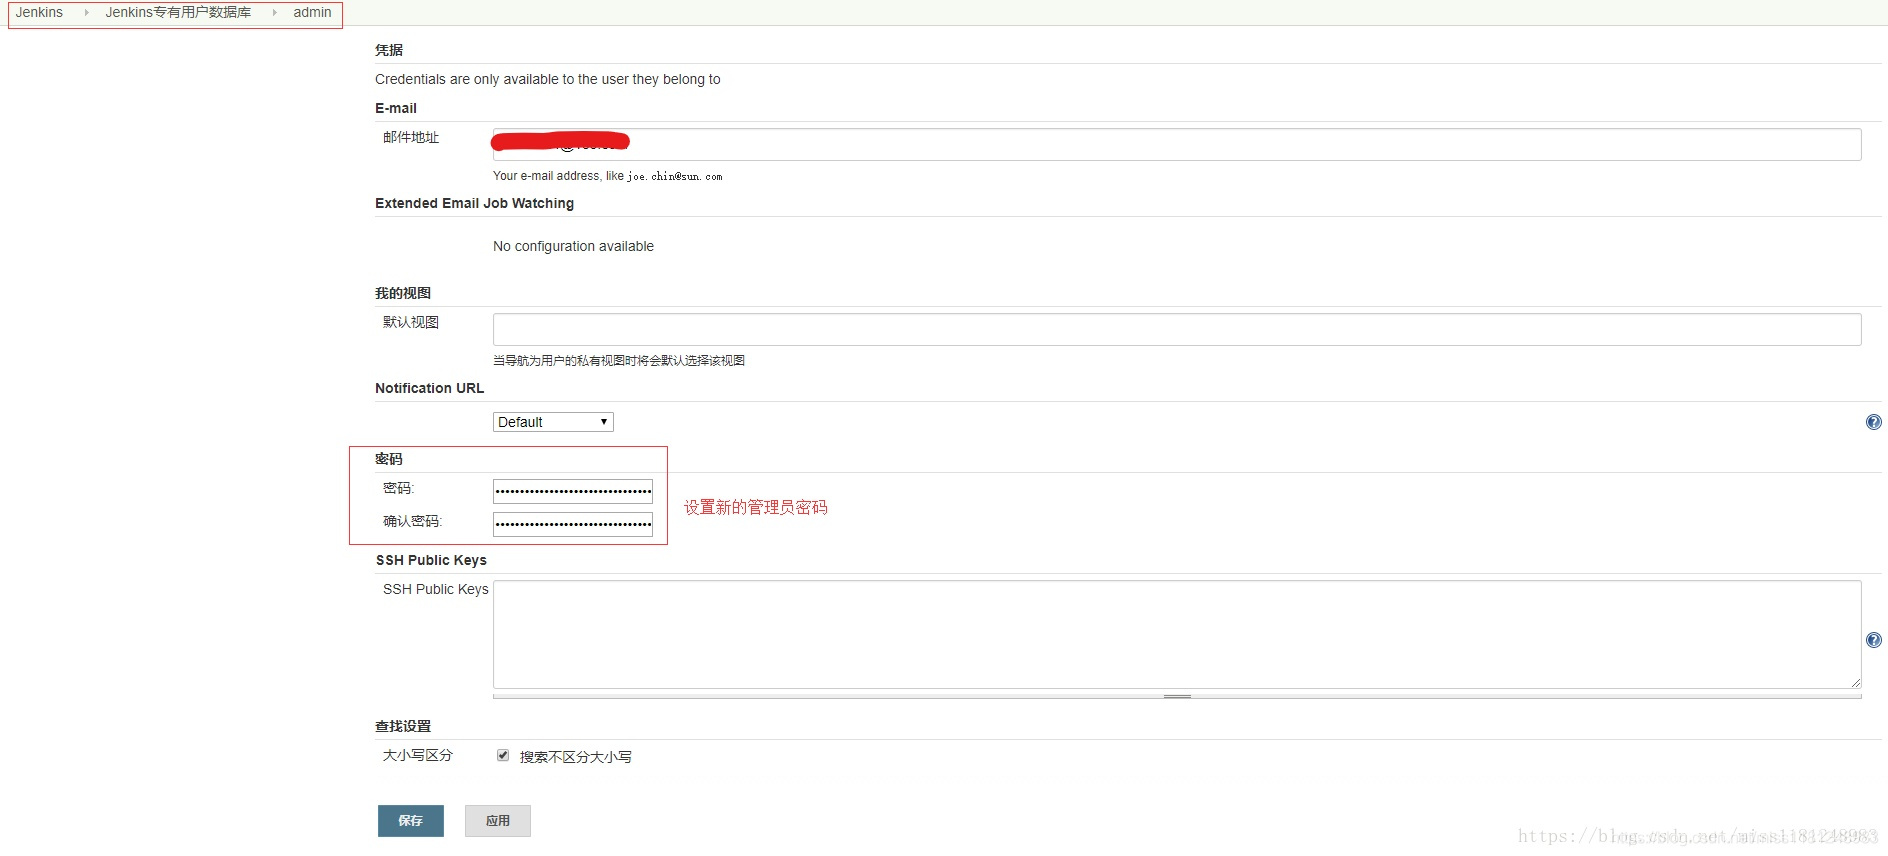 Jenkins Jenkins专有用户数据库 admin
凭据
Credentials are only available to the user they belong to
E-mail
邮件地址
Your e-mail address, like joe.chin@sun.com
Extended Email Job Watching
No configuration available
我的视图
默认视图
当导航为用户的私有视图时将会默认选择该视图
Notification URL
Default
密码
密码:
设置新的管理员密码
确认密码:
SSH Public Keys
SSH Public Keys
查找设置
大小写区分 搜索不区分大小写
保存 应用